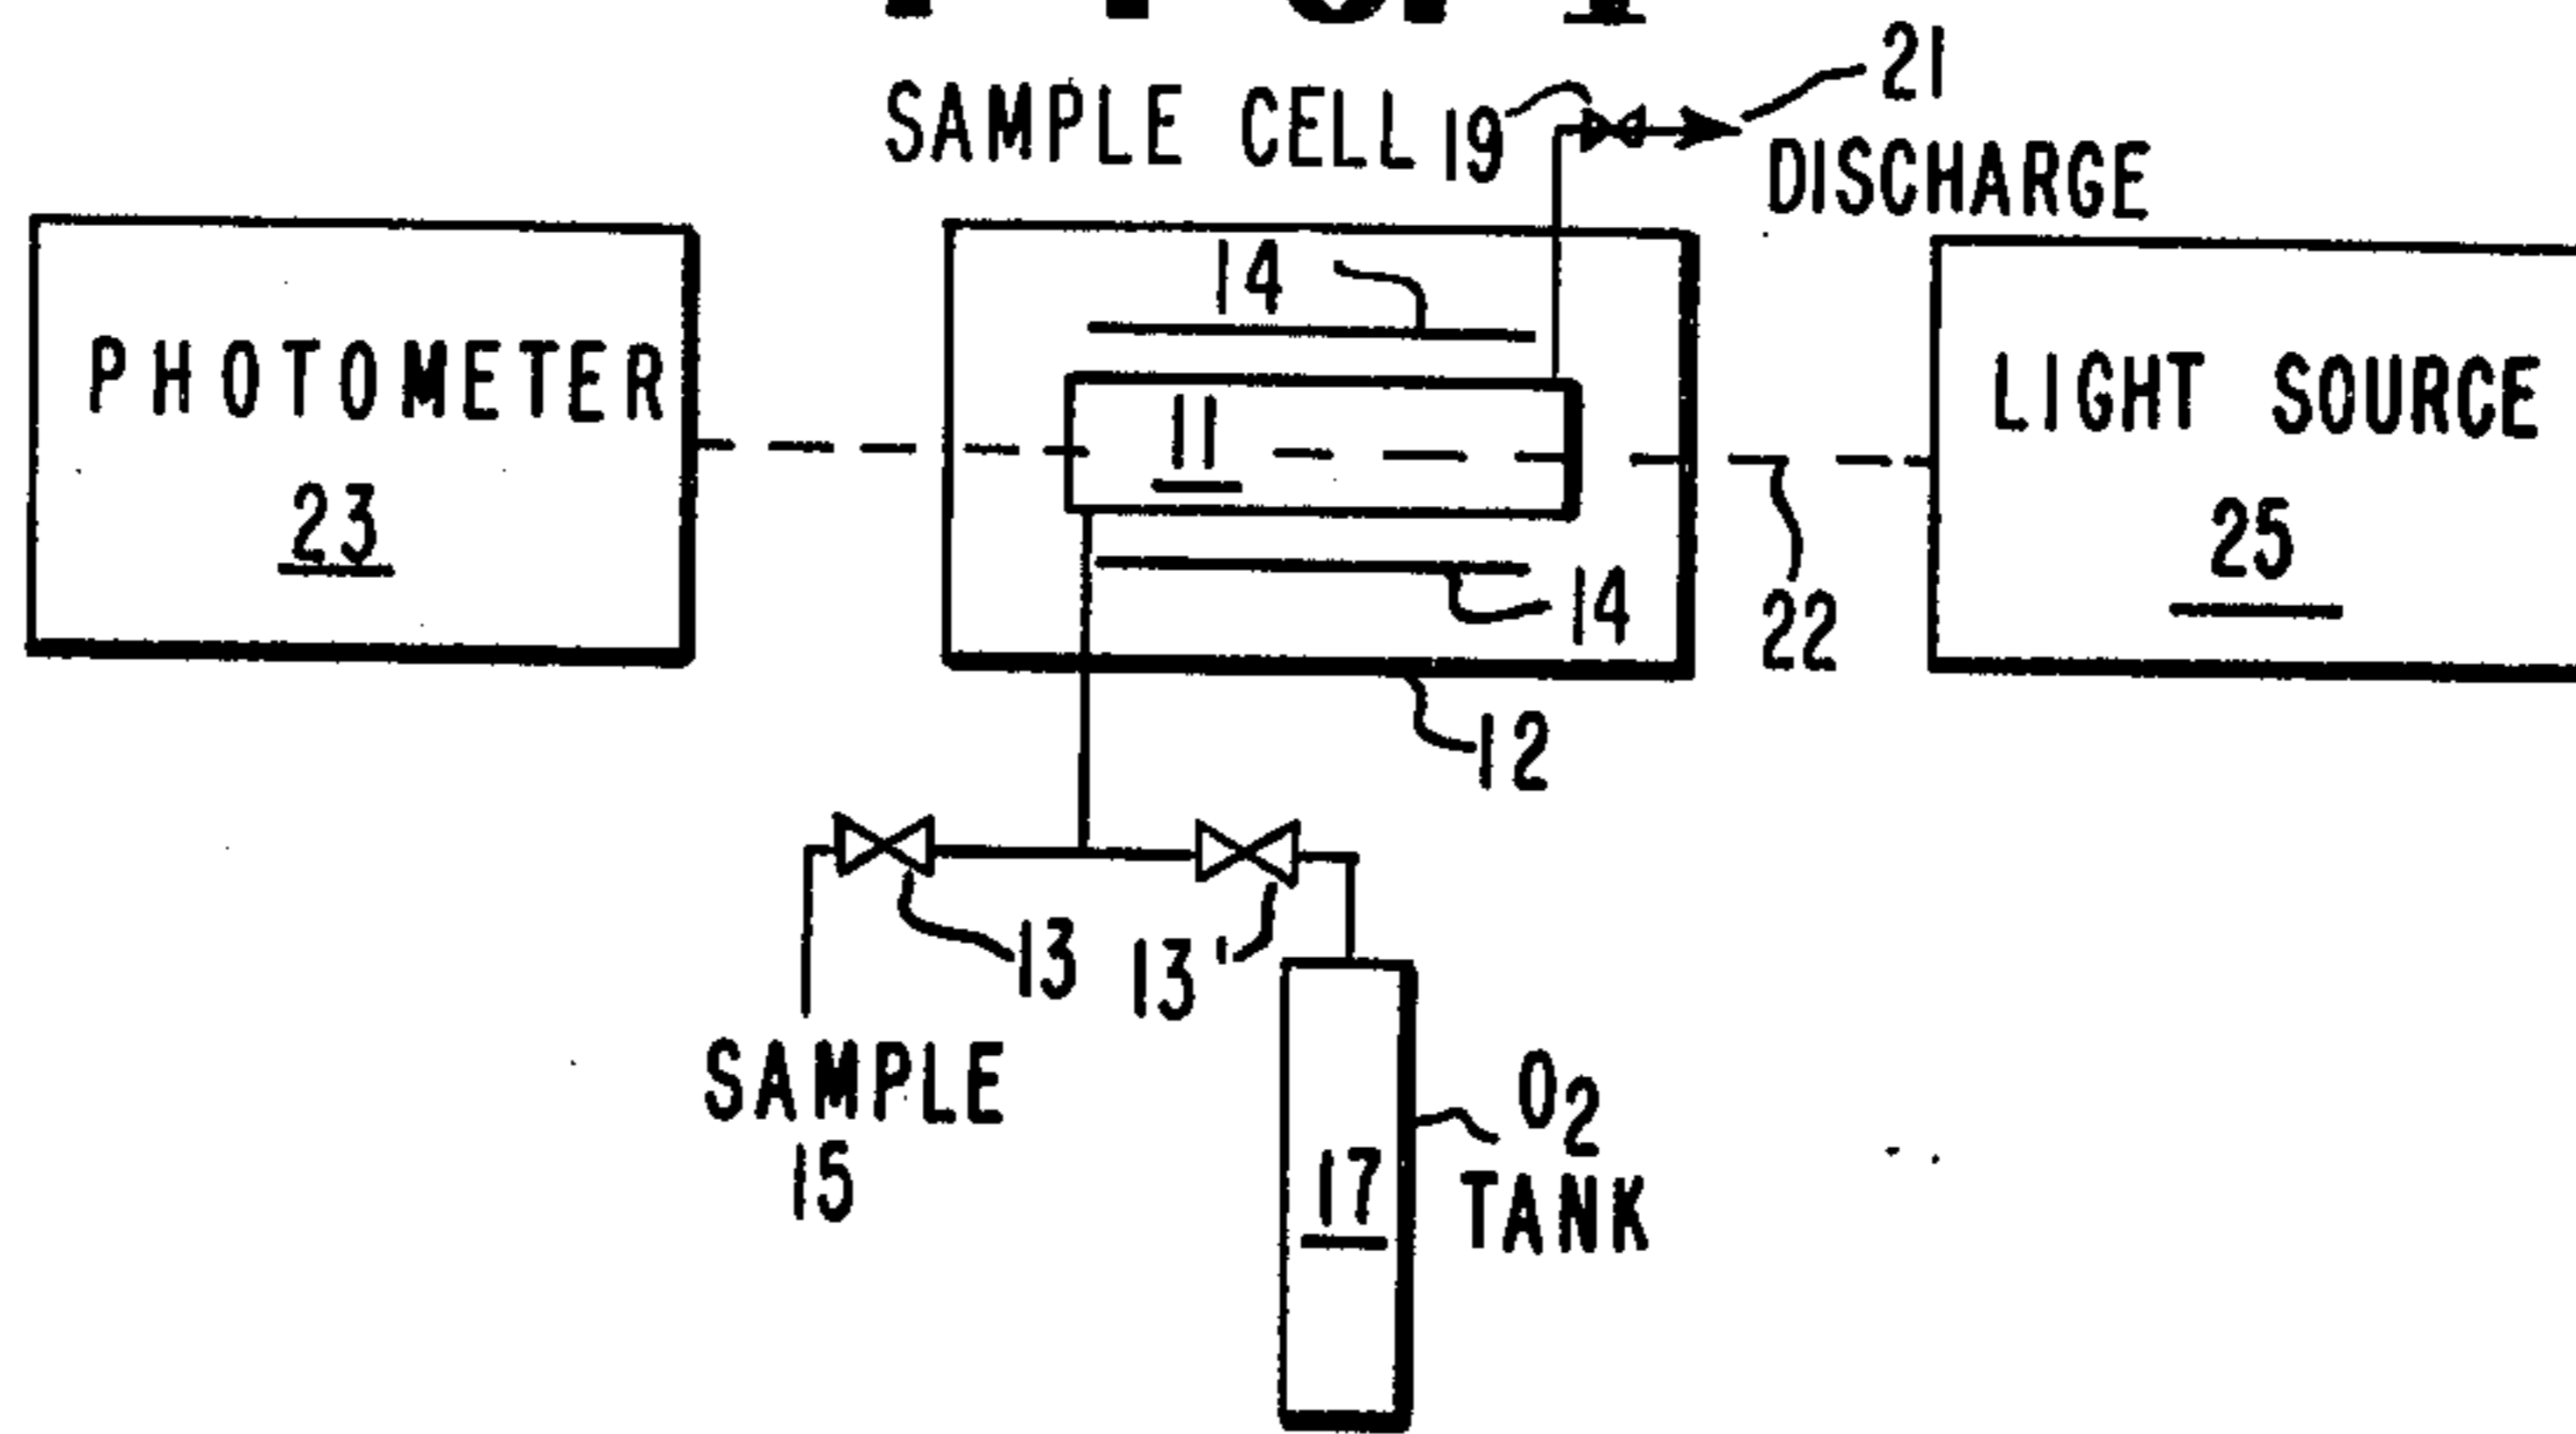 SAMPLE CELL
19
21
DISCHARGE
14
PHOTOMETER
23
11
LIGHT SOURCE
25
14
22
12
13
13'
SAMPLE
15
O2
TANK
17